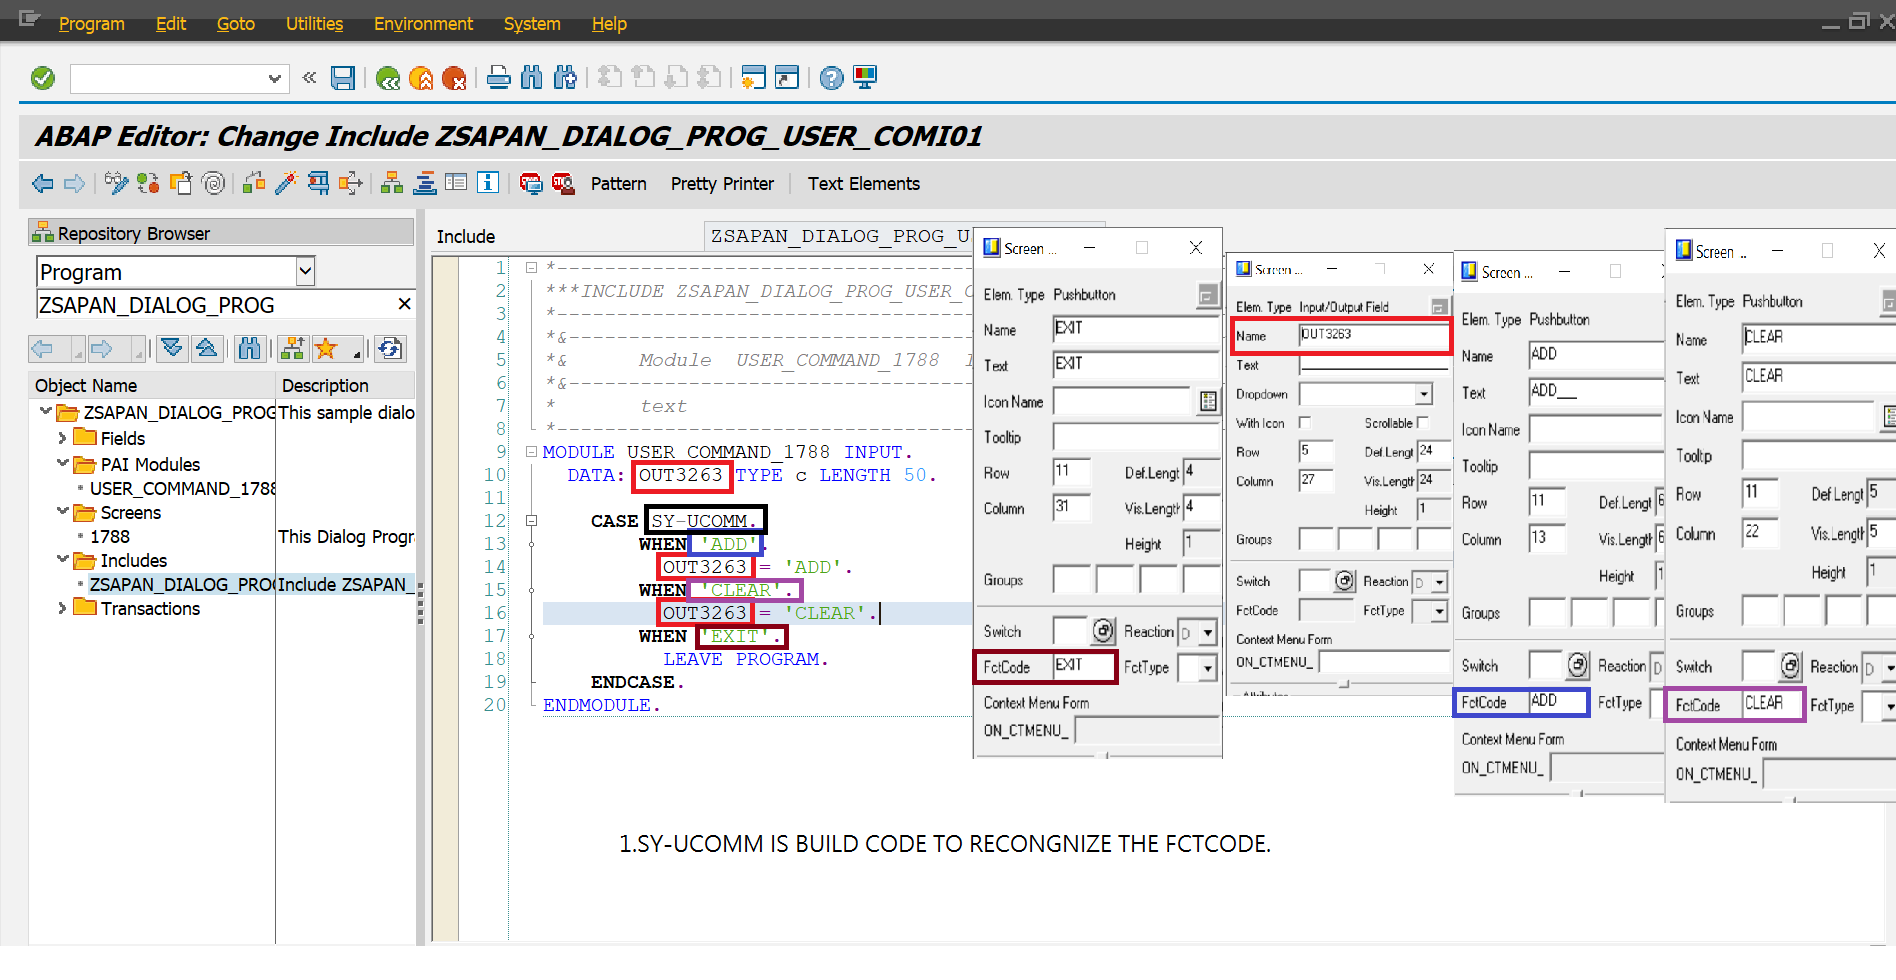 Program Edit Goto Utilities Environment System Help
ABAP Editor: Change Include ZSAPAN_DIALOG_PROG_USER_COMI01
Pattern Pretty Printer Text Elements
Repository Browser
Program
ZSAPAN_DIALOG_PROG
Object Name Description
ZSAPAN_DIALOG_PROG This sample dialo
Fields
PAI Modules
USER_COMMAND_1788
Screens
1788 This Dialog Progra
Includes
ZSAPAN_DIALOG_PRO Include ZSAPAN_
Transactions
Include ZSAPAN_DIALOG_PROG_U
1 *-----------------------------------
2 ***INCLUDE ZSAPAN_DIALOG_PROG_USER_C
3 *-----------------------------------
4 *&----------------------------------
5 *& Module USER_COMMAND_1788 I
6 *&----------------------------------
7 * text
8 *-----------------------------------
9 MODULE USER_COMMAND_1788 INPUT.
10 DATA: OUT3263 TYPE c LENGTH 50.
11
12 CASE SY-UCOMM.
13 WHEN 'ADD'.
14 OUT3263 = 'ADD'.
15 WHEN 'CLEAR'.
16 OUT3263 = 'CLEAR'.
17 WHEN 'EXIT'.
18 LEAVE PROGRAM.
19 ENDCASE.
20 ENDMODULE.
Screen ...
Elem. Type Pushbutton
Name EXIT
Text EXIT
Icon Name
Tooltip
Row 11 Def.Lengt 4
Column 31 Vis.Length 4
Height 1
Groups
Switch Reaction D
FctCode EXIT FctType
Context Menu Form
ON_CTMENU_
Screen ...
Elem. Type Input/Output Field
Name OUT3263
Text
Dropdown
With Icon Scrollable
Row 5 Def.Lengt 24
Column 27 Vis.Length 24
Height 1
Groups
Switch Reaction D
FctCode FctType
Context Menu Form
ON_CTMENU_
Screen ...
Elem. Type Pushbutton
Name ADD
Text ADD___
Icon Name
Tooltip
Row 11 Def.Lengt 6
Column 13 Vis.Length 6
Height 1
Groups
Switch Reaction D
FctCode ADD FctType
Context Menu Form
ON_CTMENU_
Screen ...
Elem. Type Pushbutton
Name CLEAR
Text CLEAR
Icon Name
Tooltip
Row 11 Def.Lengt 5
Column 22 Vis.Length 5
Height 1
Groups
Switch Reaction D
FctCode CLEAR FctType
Context Menu Form
ON_CTMENU_
1.SY-UCOMM IS BUILD CODE TO RECONGNIZE THE FCTCODE.